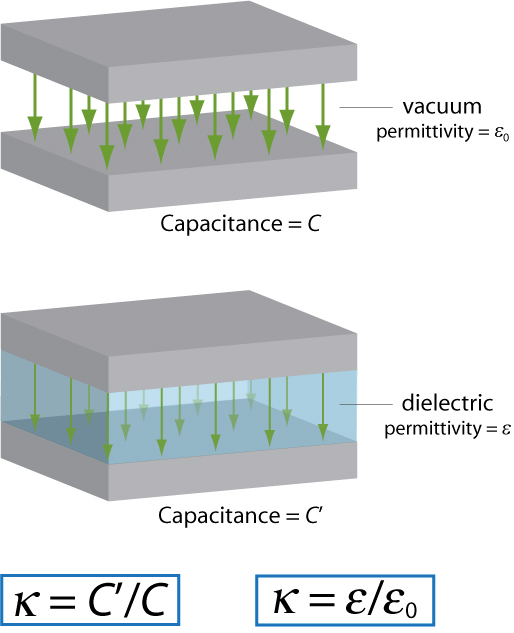 vacuum
permittivity = ε₀
Capacitance = C
dielectric
permittivity = ε
Capacitance = C′
κ = C′/C
κ = ε/ε₀